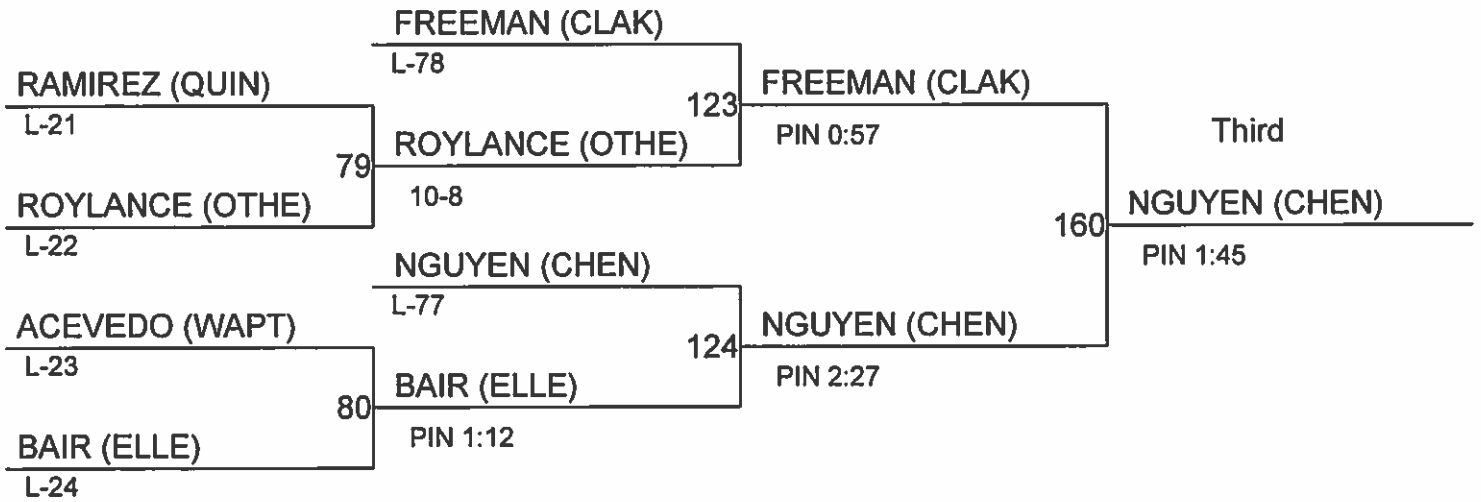 FREEMAN (CLAK)
L-78
RAMIREZ (QUIN)
L-21
123
FREEMAN (CLAK)
PIN 0:57
Third
79
ROYLANCE (OTHE)
10-8
ROYLANCE (OTHE)
L-22
160
NGUYEN (CHEN)
PIN 1:45
NGUYEN (CHEN)
L-77
ACEVEDO (WAPT)
L-23
124
NGUYEN (CHEN)
PIN 2:27
80
BAIR (ELLE)
PIN 1:12
BAIR (ELLE)
L-24